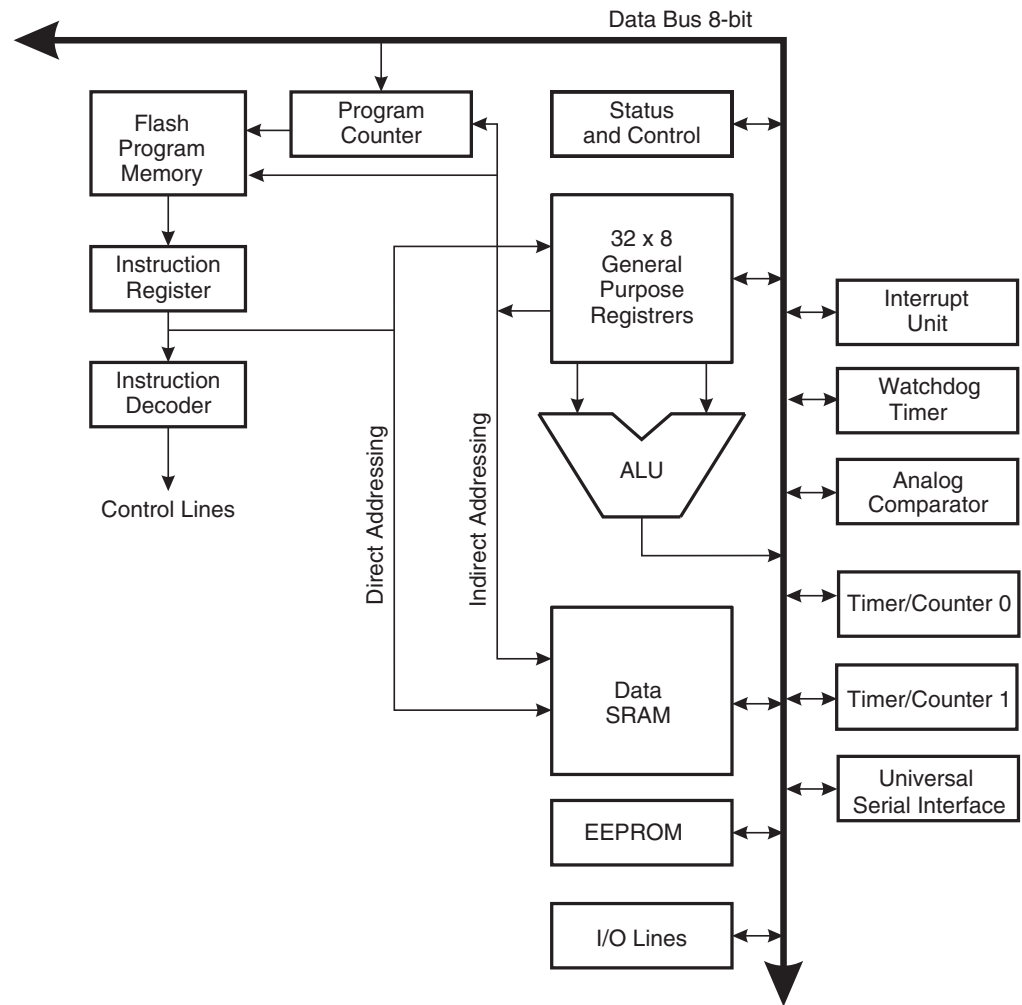 Data Bus 8-bit
Flash
Program
Memory
Program
Counter
Status
and Control
32 x 8
General
Purpose
Registrers
Instruction
Register
Interrupt
Unit
Instruction
Decoder
Watchdog
Timer
ALU
Analog
Comparator
Control Lines
Direct Addressing
Indirect Addressing
Timer/Counter 0
Data
SRAM
Timer/Counter 1
Universal
Serial Interface
EEPROM
I/O Lines